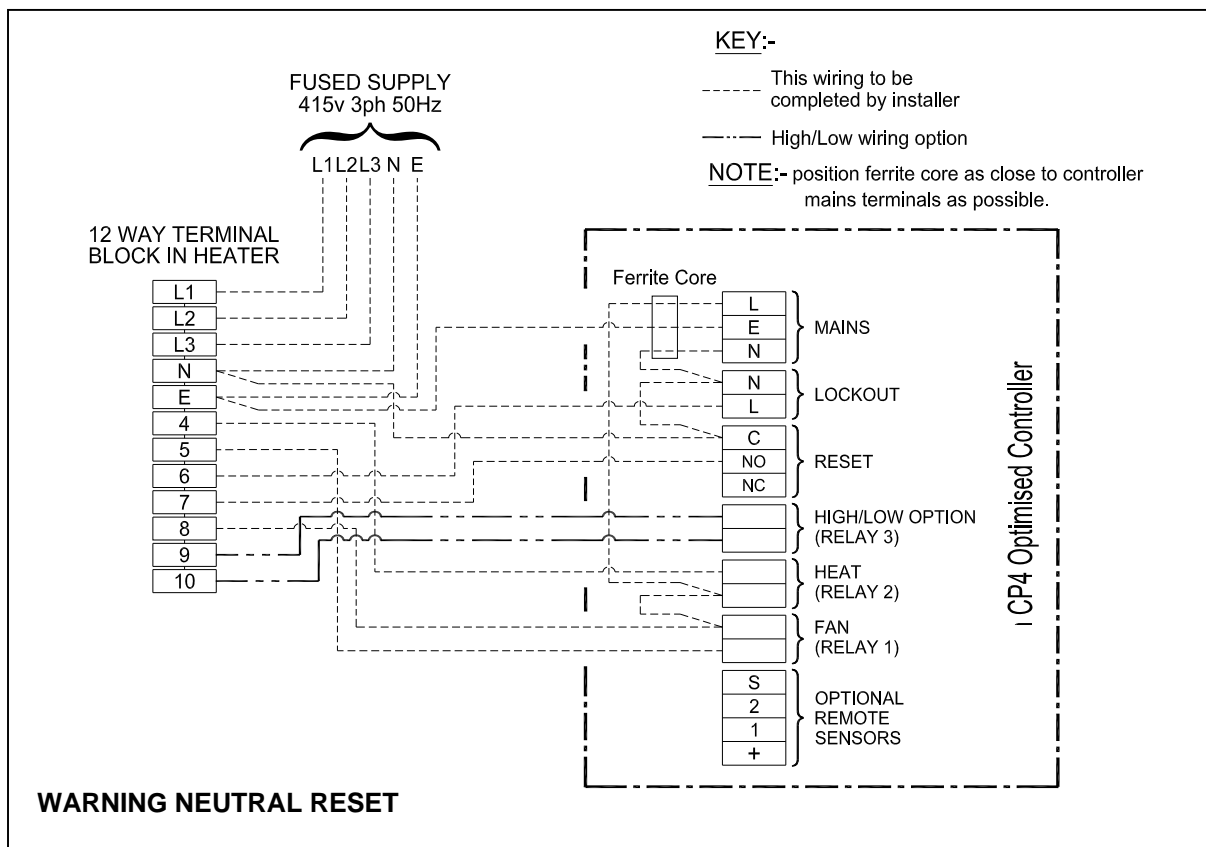 KEY:-
This wiring to be
completed by installer
High/Low wiring option
NOTE:- position ferrite core as close to controller
mains terminals as possible.
FUSED SUPPLY
415v 3ph 50Hz
L1 L2 L3 N E
12 WAY TERMINAL
BLOCK IN HEATER
L1
L2
L3
N
E
4
5
6
7
8
9
10
Ferrite Core
L
E
N
MAINS
N
L
LOCKOUT
C
NO
NC
RESET
HIGH/LOW OPTION
(RELAY 3)
HEAT
(RELAY 2)
FAN
(RELAY 1)
S
2
1
+
OPTIONAL
REMOTE
SENSORS
CP4 Optimised Controller
WARNING NEUTRAL RESET